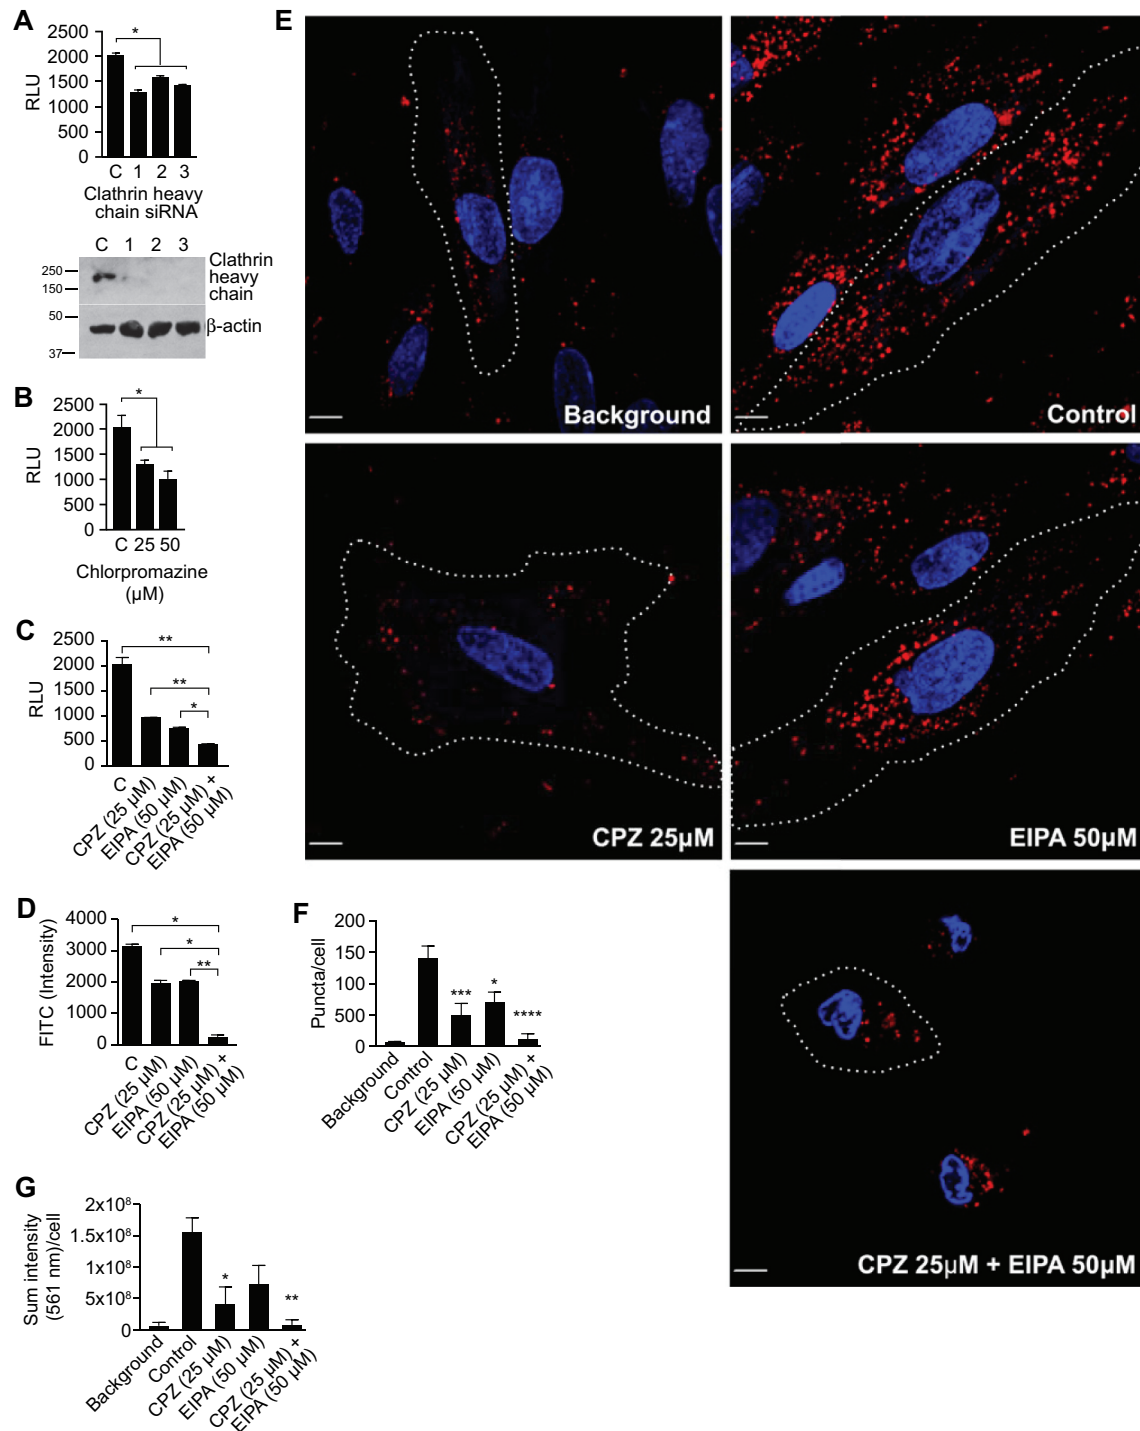 A
2500
2000
1500
1000
500
0
RLU
*
C 1 2 3
Clathrin heavy
chain siRNA
C 1 2 3
250
150
Clathrin
heavy
chain
50
37
β-actin
B
2500
2000
1500
1000
500
0
RLU
*
C 25 50
Chlorpromazine
(µM)
C
2500
2000
1500
1000
500
0
RLU
**
**
*
C
CPZ (25 µM)
EIPA (50 µM)
CPZ (25 µM) +
EIPA (50 µM)
D
4000
3000
2000
1000
0
FITC (Intensity)
*
*
**
C
CPZ (25 µM)
EIPA (50 µM)
CPZ (25 µM) +
EIPA (50 µM)
E
Background
Control
CPZ 25µM
EIPA 50µM
CPZ 25µM + EIPA 50µM
F
200
150
100
500
0
Puncta/cell
***
*
****
Background
Control
CPZ (25 µM)
EIPA (50 µM)
CPZ (25 µM) +
EIPA (50 µM)
G
2x10⁸
1.5x10⁸
1x10⁸
5x10⁸
0
Sum intensity
(561 nm)/cell
*
**
Background
Control
CPZ (25 µM)
EIPA (50 µM)
CPZ (25 µM) +
EIPA (50 µM)